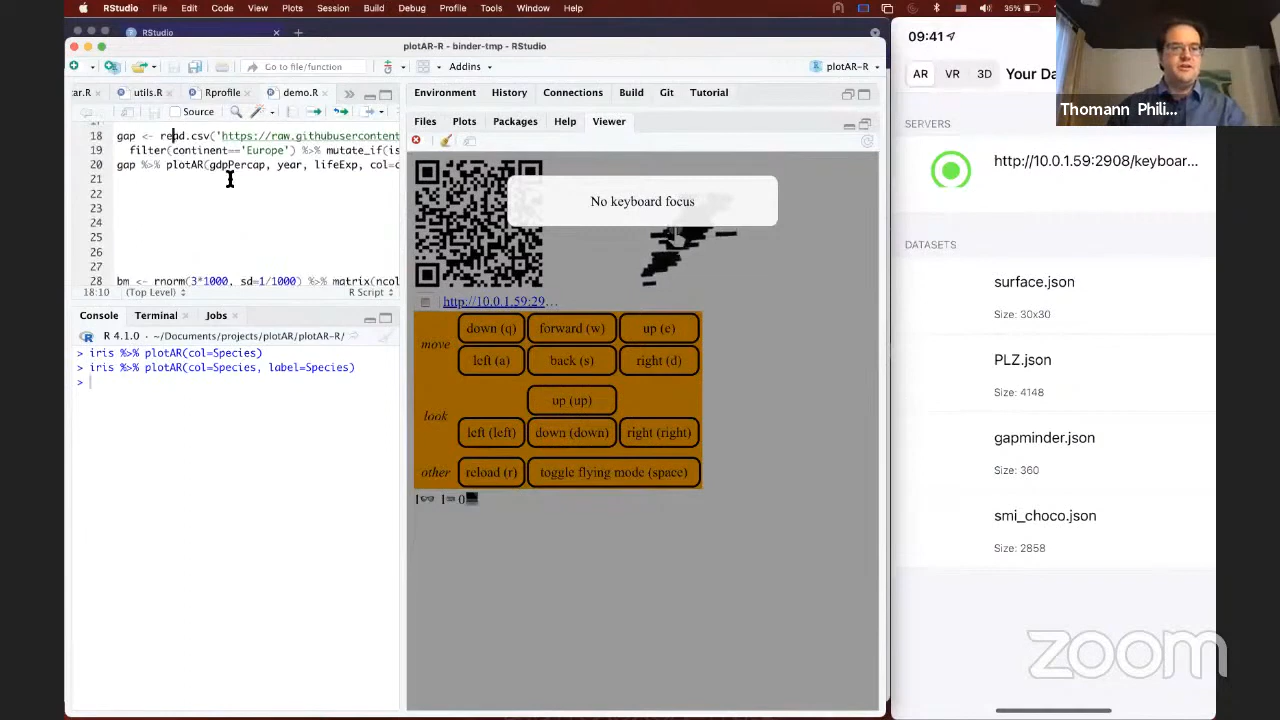 RStudio File Edit Code View Plots Session Build Debug Profile Tools Window Help
35%
RStudio
plotAR-R - binder-tmp - RStudio
Go to file/function Addins plotAR-R
ar.R utils.R Rprofile demo.R
Source
18 gap <- read.csv('https://raw.githubusercontent
19 filter(continent=='Europe') %>% mutate_if(is
20 gap %>% plotAR(gdpPercap, year, lifeExp, col=c
21
22
23
24
25
26
27
28 bm <- rnorm(3*1000, sd=1/1000) %>% matrix(ncol
18:10 (Top Level) R Script
Console Terminal Jobs
R 4.1.0 · ~/Documents/projects/plotAR/plotAR-R/
> iris %>% plotAR(col=Species)
> iris %>% plotAR(col=Species, label=Species)
>
Environment History Connections Build Git Tutorial
Files Plots Packages Help Viewer
No keyboard focus
http://10.0.1.59:29...
move down (q) forward (w) up (e)
left (a) back (s) right (d)
look up (up)
left (left) down (down) right (right)
other reload (r) toggle flying mode (space)
09:41
AR VR 3D Your Da
SERVERS
http://10.0.1.59:2908/keyboar...
DATASETS
surface.json
Size: 30x30
PLZ.json
Size: 4148
gapminder.json
Size: 360
smi_choco.json
Size: 2858
Thomann Phili...
zoom